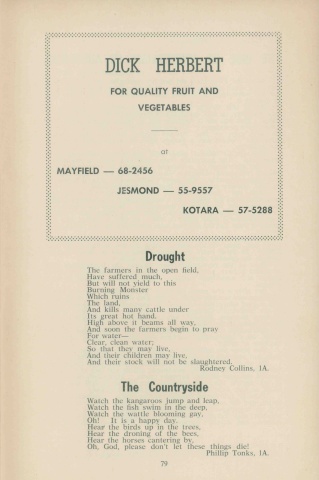 DICK HERBERT
FOR QUALITY FRUIT AND
VEGETABLES
at
MAYFIELD — 68-2456
JESMOND — 55-9557
KOTARA — 57-5288
Drought
The farmers in the open field,
Have suffered much,
But will not yield to this
Burning Monster
Which ruins
The land,
And kills many cattle under
Its great hot hand.
High above it beams all way,
And soon the farmers begin to pray
For water—
Clear, clean water;
So that they may live,
And their children may live,
And their stock will not be slaughtered.
Rodney Collins, 1A.
The Countryside
Watch the kangaroos jump and leap,
Watch the fish swim in the deep,
Watch the wattle blooming gay,
Oh! It is a happy day.
Hear the birds up in the trees,
Hear the droning of the bees,
Hear the horses cantering by,
Oh, God, please don't let these things die!
Phillip Tonks, 1A.
79